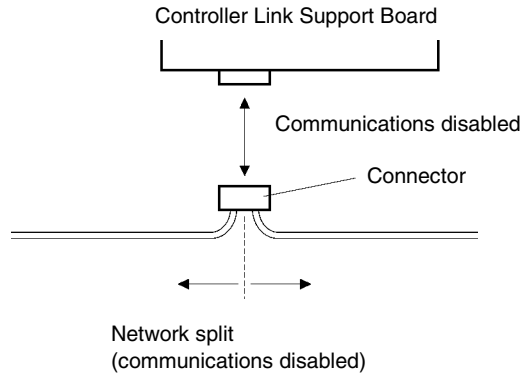 Controller Link Support Board
Communications disabled
Connector
Network split
(communications disabled)